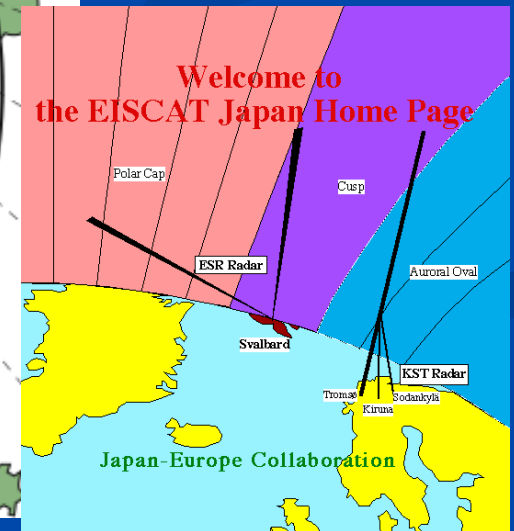 Welcome to
the EISCAT Japan Home Page
Polar Cap
Cusp
ESR Radar
Auroral Oval
Svalbard
KST Radar
Tromsø
Sodankylä
Kiruna
Japan-Europe Collaboration